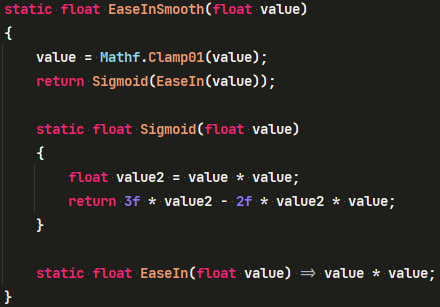 static float EaseInSmooth(float value)
{
    value = Mathf.Clamp01(value);
    return Sigmoid(EaseIn(value));

    static float Sigmoid(float value)
    {
        float value2 = value * value;
        return 3f * value2 - 2f * value2 * value;
    }

    static float EaseIn(float value) => value * value;
}